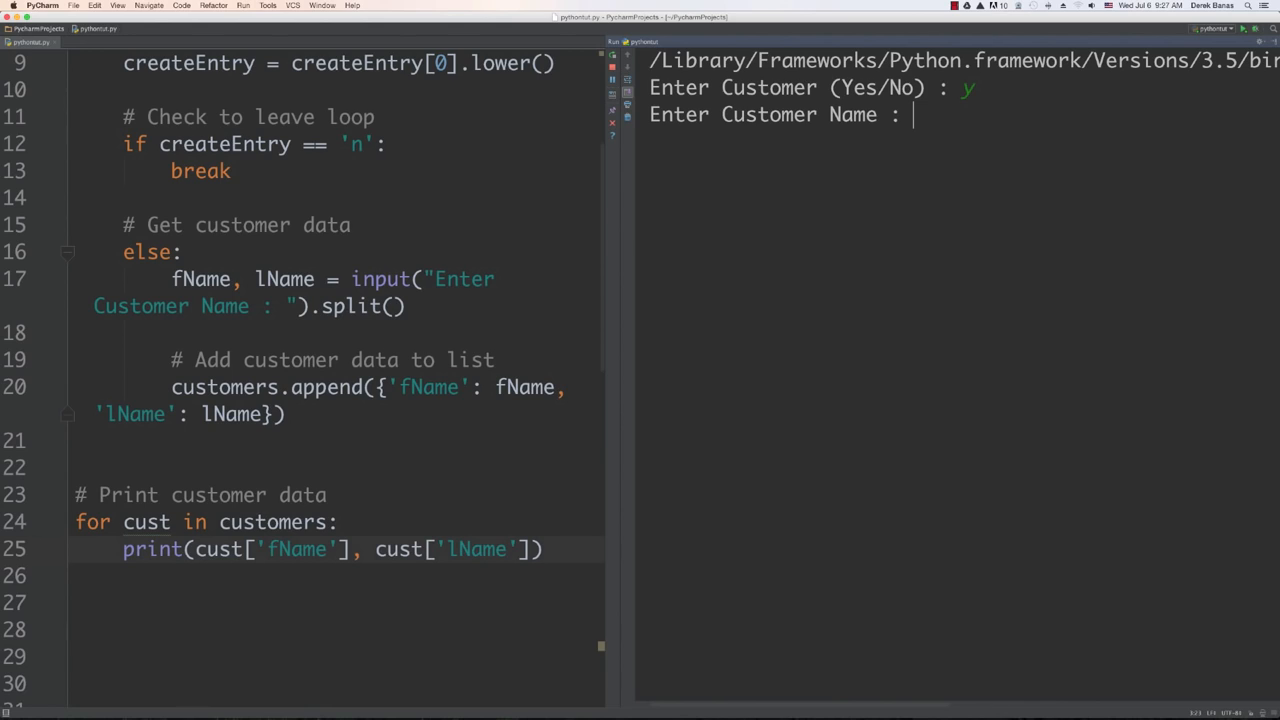 PyCharm File Edit View Navigate Code Refactor Run Tools VCS Window Help 10 Wed Jul 6 9:27 AM Derek Banas
pythontut.py - PycharmProjects - [~/PycharmProjects]
PycharmProjects pythontut.py pythontut
pythontut.py
Run pythontut
9 createEntry = createEntry[0].lower()
10
11 # Check to leave loop
12 if createEntry == 'n':
13 break
14
15 # Get customer data
16 else:
17 fName, lName = input("Enter
Customer Name : ").split()
18
19 # Add customer data to list
20 customers.append({'fName': fName,
'lName': lName})
21
22
23 # Print customer data
24 for cust in customers:
25 print(cust['fName'], cust['lName'])
26
27
28
29
30
/Library/Frameworks/Python.framework/Versions/3.5/bin
Enter Customer (Yes/No) : y
Enter Customer Name :